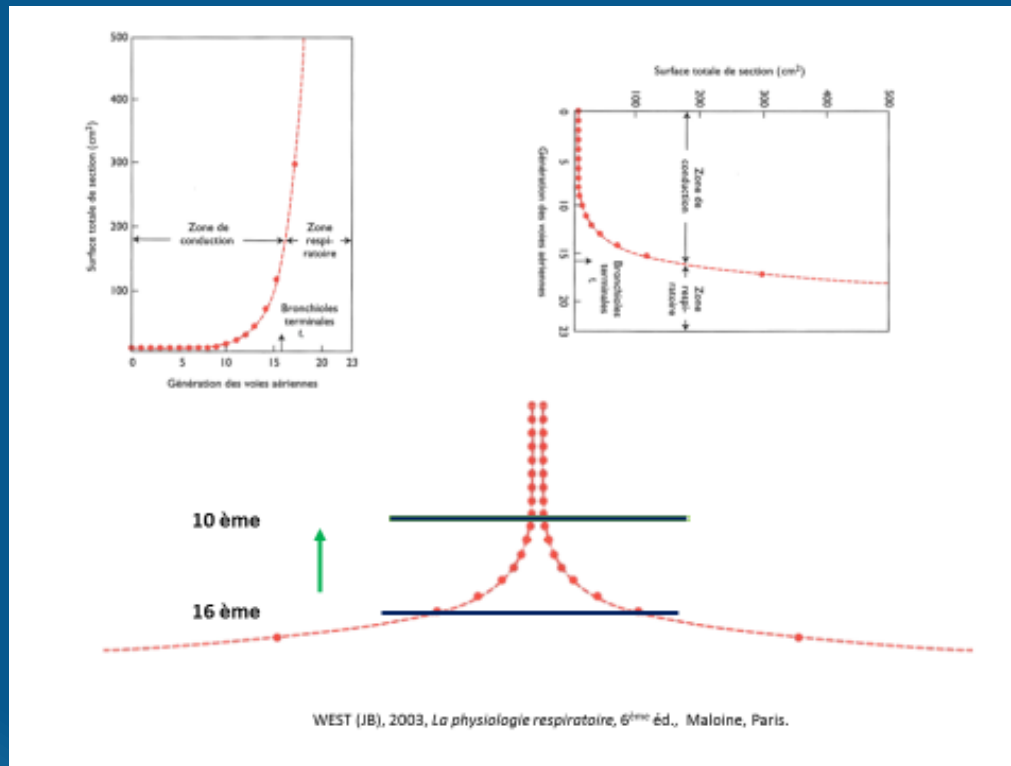 500
400
300
200
100
Surface totale de section (cm²)
Zone de
conduction
Zone
respi-
ratoire
Bronchioles
terminales
0
5
10
15
20
23
Génération des voies aériennes
Surface totale de section (cm²)
100
200
300
400
500
0
5
10
15
20
23
Génération des voies aériennes
Zone de
conduction
Zone
respi-
ratoire
Bronchioles
terminales
10 ème
16 ème
WEST (JB), 2003, La physiologie respiratoire, 6ème éd., Maloine, Paris.